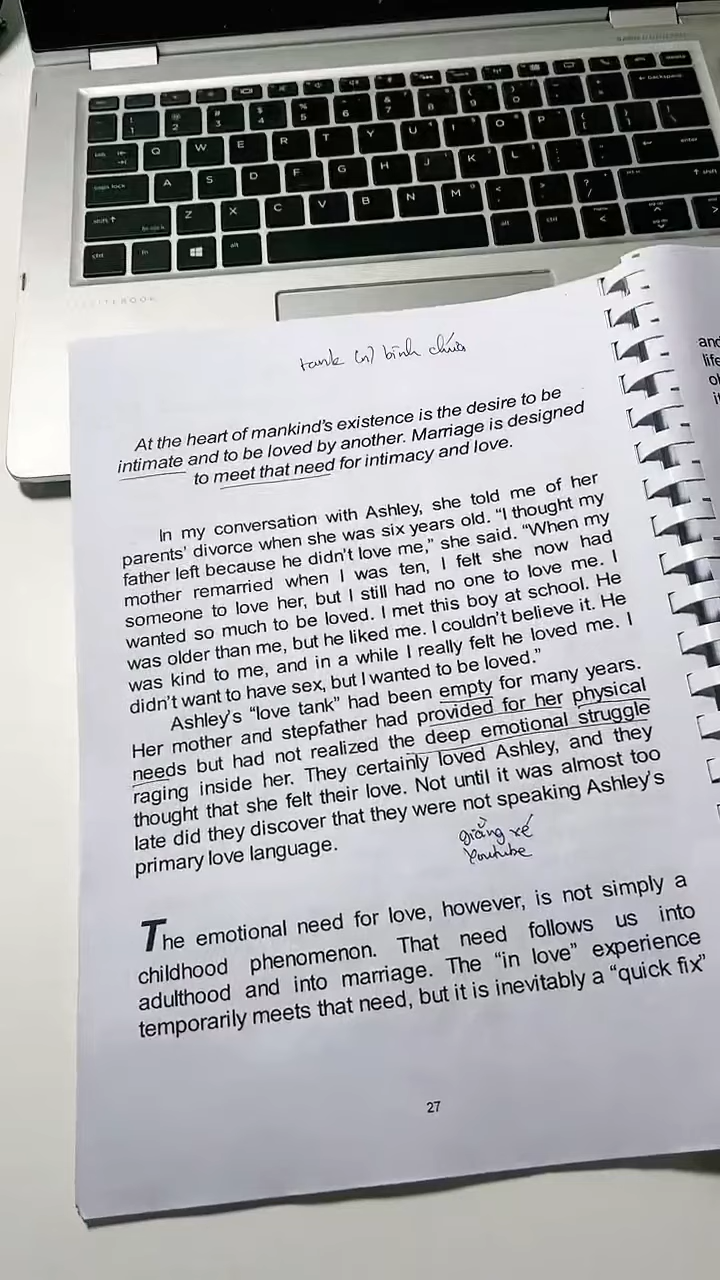 Q W E R T Y U I O P
A S D F G H J K L
Z X C V B N M
tank (n) bình chứa
At the heart of mankind's existence is the desire to be
intimate and to be loved by another. Marriage is designed
to meet that need for intimacy and love.
In my conversation with Ashley, she told me of her
parents' divorce when she was six years old. "I thought my
father left because he didn't love me," she said. "When my
mother remarried when I was ten, I felt she now had
someone to love her, but I still had no one to love me. I
wanted so much to be loved. I met this boy at school. He
was older than me, but he liked me. I couldn't believe it. He
was kind to me, and in a while I really felt he loved me. I
didn't want to have sex, but I wanted to be loved."
Ashley's "love tank" had been empty for many years.
Her mother and stepfather had provided for her physical
needs but had not realized the deep emotional struggle
raging inside her. They certainly loved Ashley, and they
thought that she felt their love. Not until it was almost too
late did they discover that they were not speaking Ashley's
primary love language.
giằng xé
Youtube
The emotional need for love, however, is not simply a
childhood phenomenon. That need follows us into
adulthood and into marriage. The "in love" experience
temporarily meets that need, but it is inevitably a "quick fix"
27
and
life